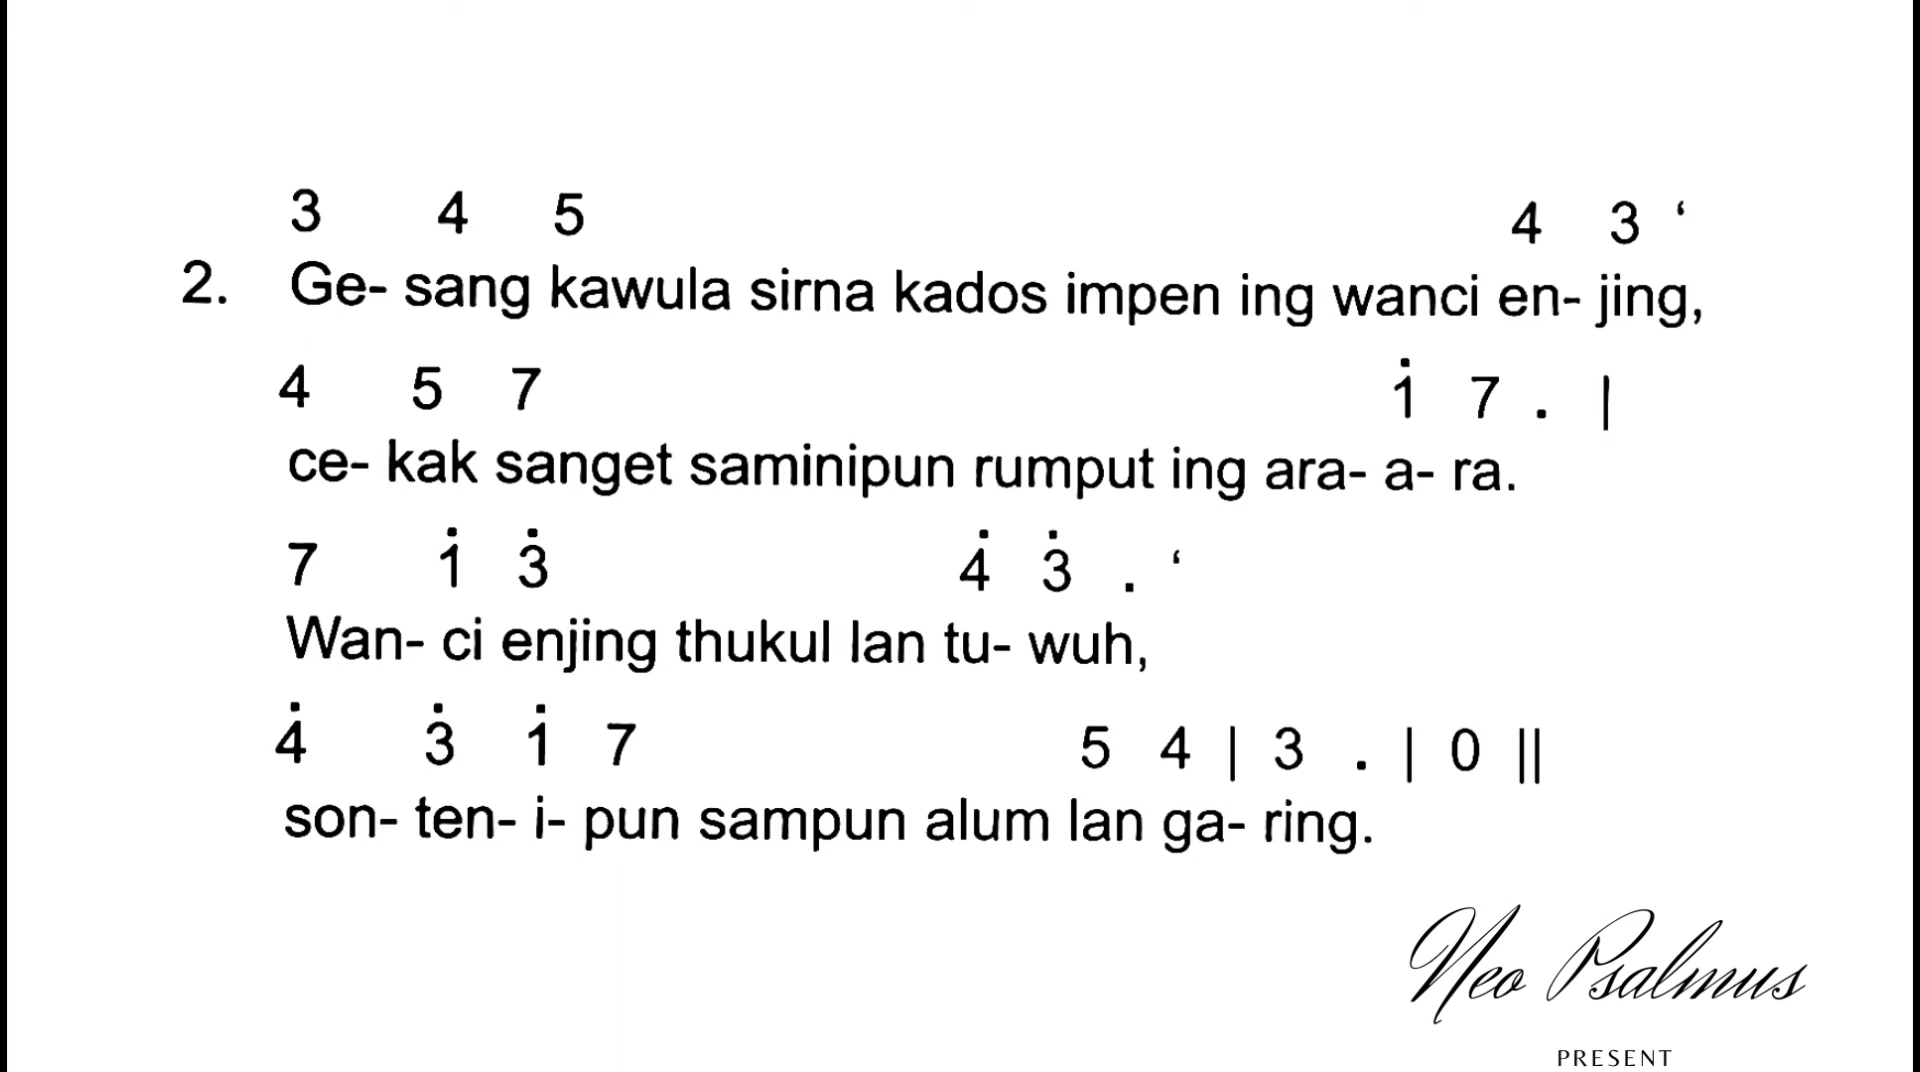 3 4 5 4 3 ‘
2. Ge- sang kawula sirna kados impen ing wanci en- jing,
4 5 7 1̇ 7 . |
ce- kak sanget saminipun rumput ing ara- a- ra.
7 1̇ 3̇ 4̇ 3̇ . ‘
Wan- ci enjing thukul lan tu- wuh,
4̇ 3̇ 1̇ 7 5 4 | 3 . | 0 ||
son- ten- i- pun sampun alum lan ga- ring.
Neo Psalmus
PRESENT